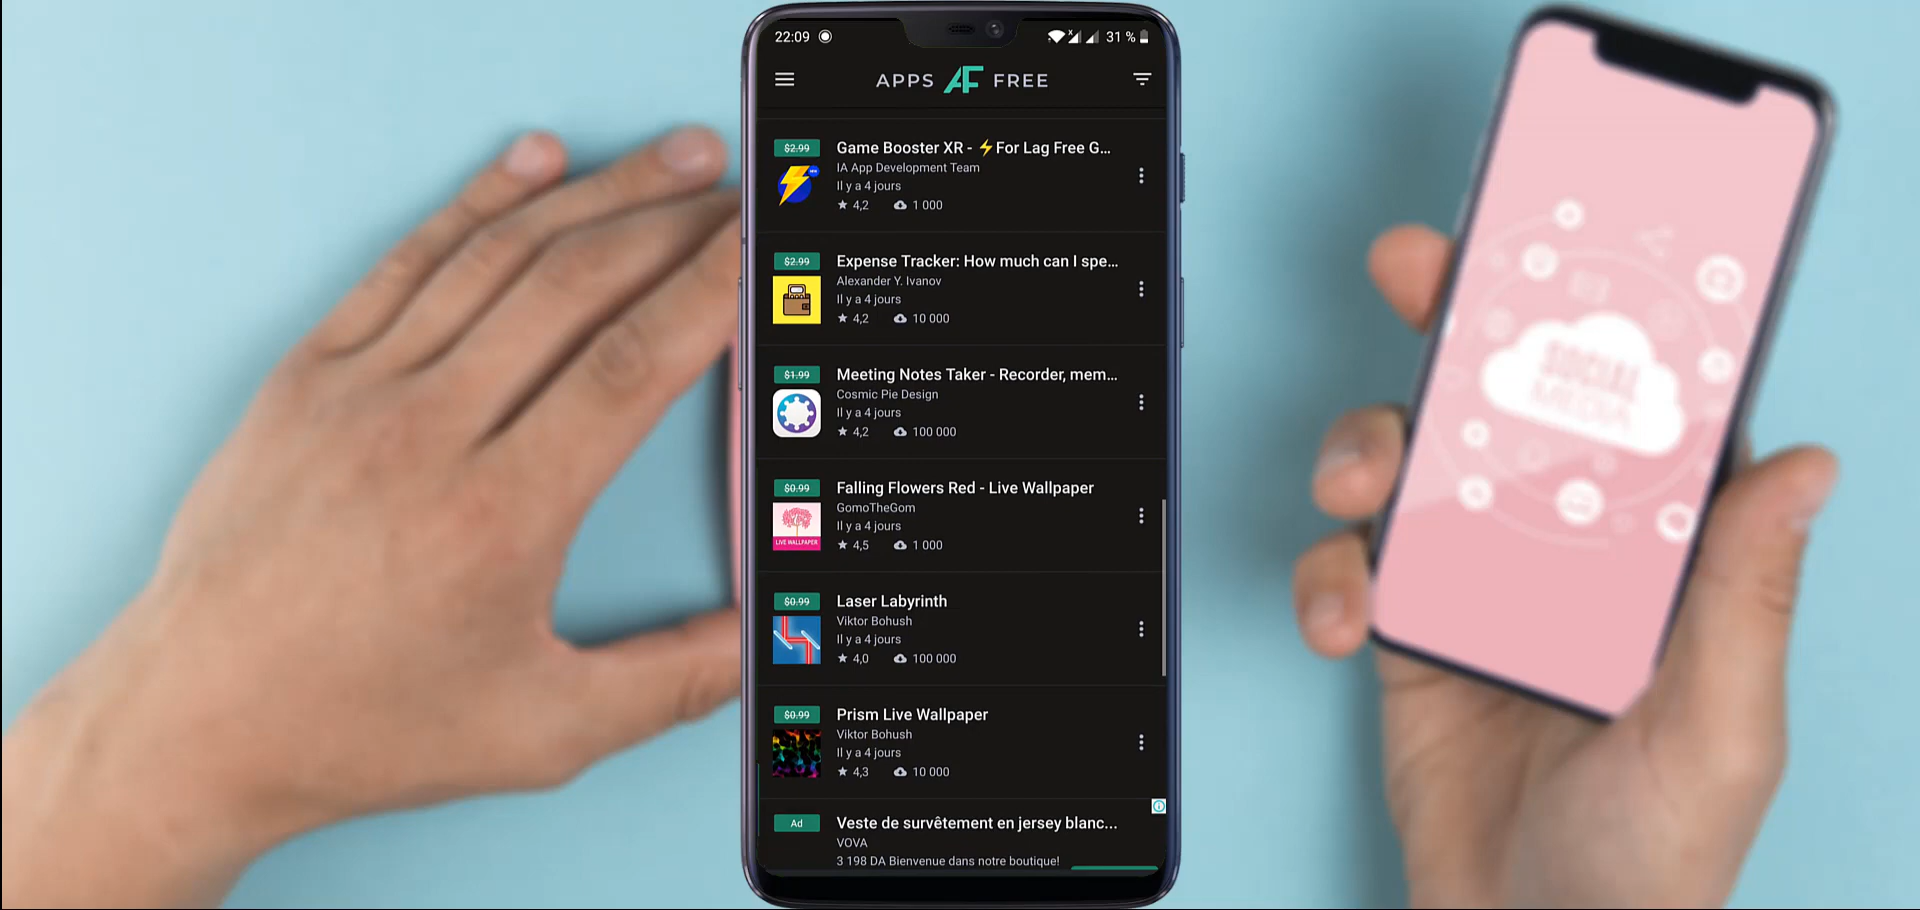 22:09
31 %
APPS AF FREE
$2.99
Game Booster XR - ⚡For Lag Free G...
IA App Development Team
Il y a 4 jours
★ 4,2 1 000
$2.99
Expense Tracker: How much can I spe...
Alexander Y. Ivanov
Il y a 4 jours
★ 4,2 10 000
$1.99
Meeting Notes Taker - Recorder, mem...
Cosmic Pie Design
Il y a 4 jours
★ 4,2 100 000
$0.99
Falling Flowers Red - Live Wallpaper
GomoTheGom
Il y a 4 jours
LIVE WALLPAPER
★ 4,5 1 000
$0.99
Laser Labyrinth
Viktor Bohush
Il y a 4 jours
★ 4,0 100 000
$0.99
Prism Live Wallpaper
Viktor Bohush
Il y a 4 jours
★ 4,3 10 000
Ad
Veste de survêtement en jersey blanc...
VOVA
3 198 DA Bienvenue dans notre boutique!
SOCIAL
MEDIA